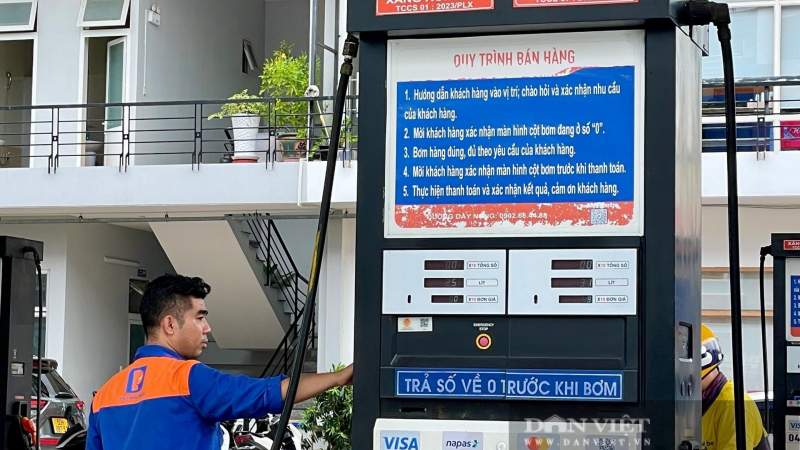 XĂNG
TCCS 01 : 2023/PLX
QUY TRÌNH BÁN HÀNG
1. Hướng dẫn khách hàng vào vị trí; chào hỏi và xác nhận nhu cầu
của khách hàng.
2. Mời khách hàng xác nhận màn hình cột bơm đang ở số "0".
3. Bơm hàng đúng, đủ theo yêu cầu của khách hàng.
4. Mời khách hàng xác nhận màn hình cột bơm trước khi thanh toán.
5. Thực hiện thanh toán và xác nhận kết quả, cảm ơn khách hàng.
TỔNG SỐ
LÍT
ĐƠN GIÁ
TỔNG SỐ
LÍT
ĐƠN GIÁ
EMERGENCY
STOP
TRẢ SỐ VỀ 0 TRƯỚC KHI BƠM
VISA
napas
DÂN VIỆT
WWW.DANVIET.VN
VISA